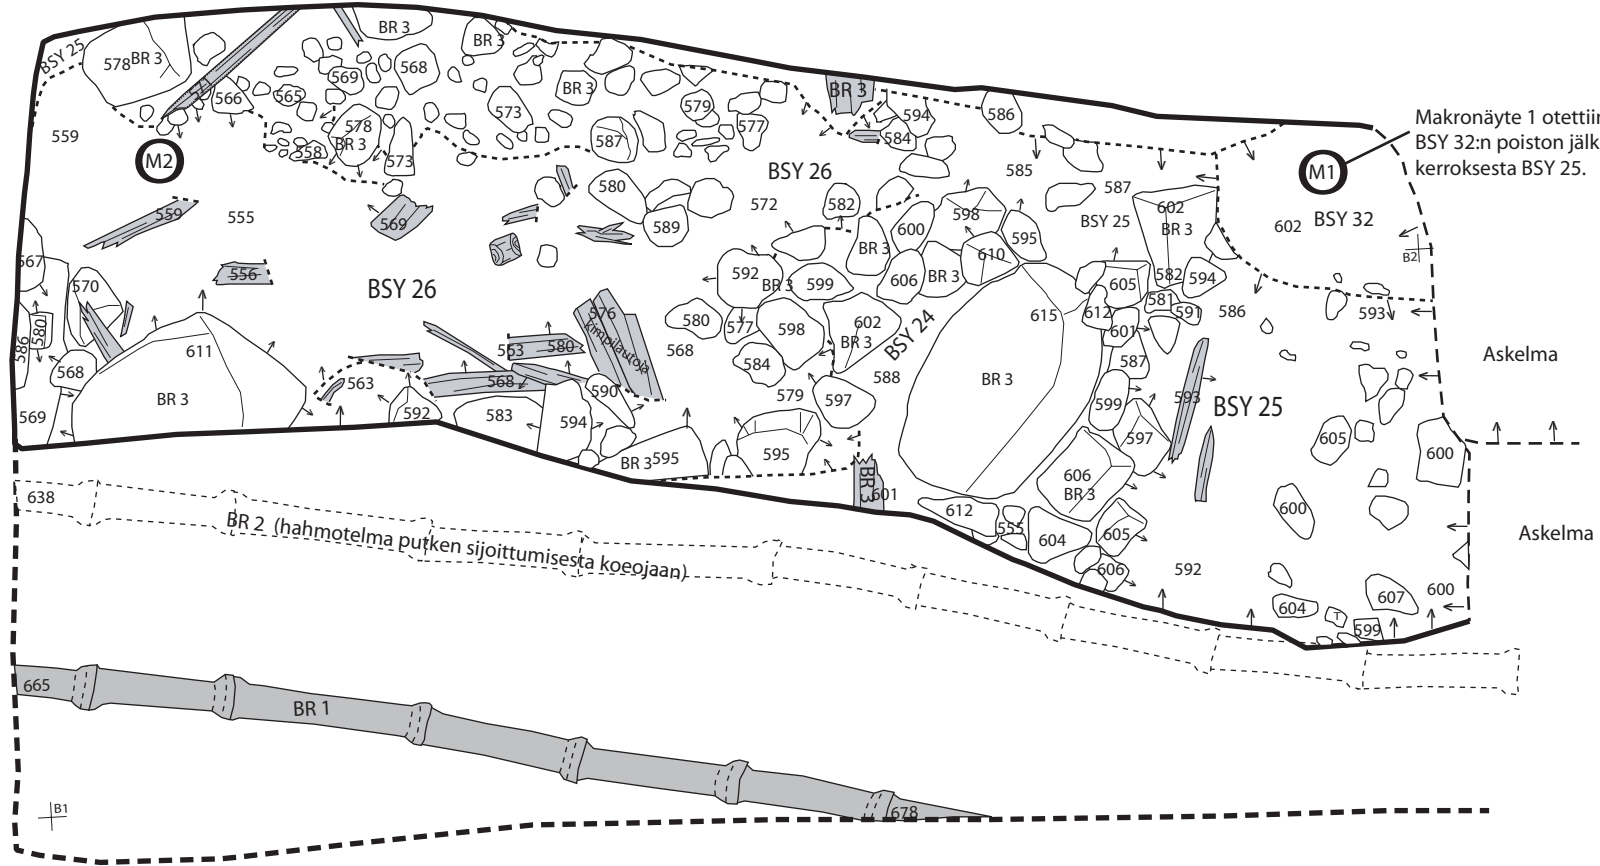 BSY 25
578
BR 3
BR 3
BR 3
568
569
565
566
BR 3
573
579
577
BR 3
594
584
586
559
M2
558
578
BR 3
573
587
BSY 26
585
587
Makronäyte 1 otettiin
BSY 32:n poiston jälk
kerroksesta BSY 25.
M1
602
BSY 32
B2
559
555
569
580
589
572
582
BR 3
600
598
595
610
BSY 25
602
BR 3
567
570
556
BSY 26
592
BR 3
599
606
BR 3
605
582
594
581
591
586
593
586
580
611
568
BR 3
569
576
kimpilautoja
580
577
598
602
BR 3
BSY 24
615
612
601
587
553
580
568
563
568
584
588
BR 3
599
593
BSY 25
Askelma
592
583
594
590
579
597
597
605
600
BR 3
595
595
BR 3
601
606
BR 3
638
BR 2 (hahmotelma putken sijoittumisesta koeojaan)
612
555
604
605
606
592
600
Askelma
604
607
600
T
599
665
BR 1
678
B1